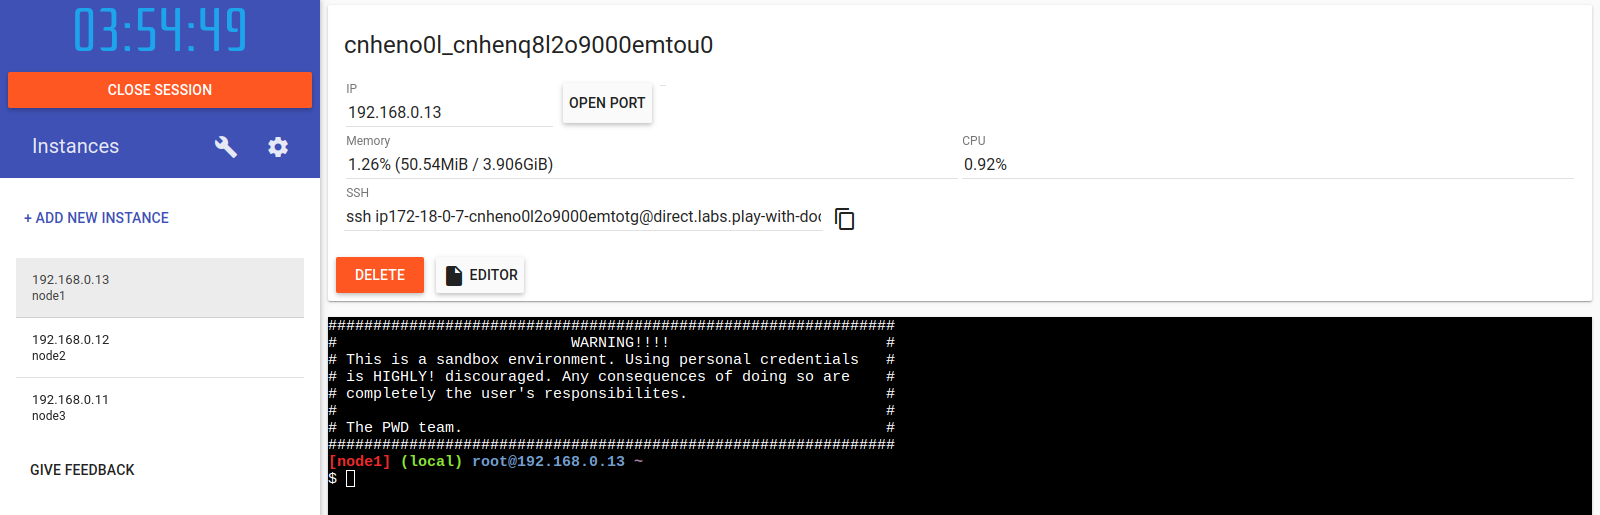 03:54:49
CLOSE SESSION
Instances
+ ADD NEW INSTANCE
192.168.0.13
node1
192.168.0.12
node2
192.168.0.11
node3
GIVE FEEDBACK
cnheno0l_cnhenq8l2o9000emtou0
IP
192.168.0.13
OPEN PORT
Memory
1.26% (50.54MiB / 3.906GiB)
CPU
0.92%
SSH
ssh ip172-18-0-7-cnheno0l2o9000emtotg@direct.labs.play-with-doc
DELETE
EDITOR
###############################################################
# WARNING!!!! #
# This is a sandbox environment. Using personal credentials #
# is HIGHLY! discouraged. Any consequences of doing so are #
# completely the user's responsibilites. #
# #
# The PWD team. #
###############################################################
[node1] (local) root@192.168.0.13 ~
$